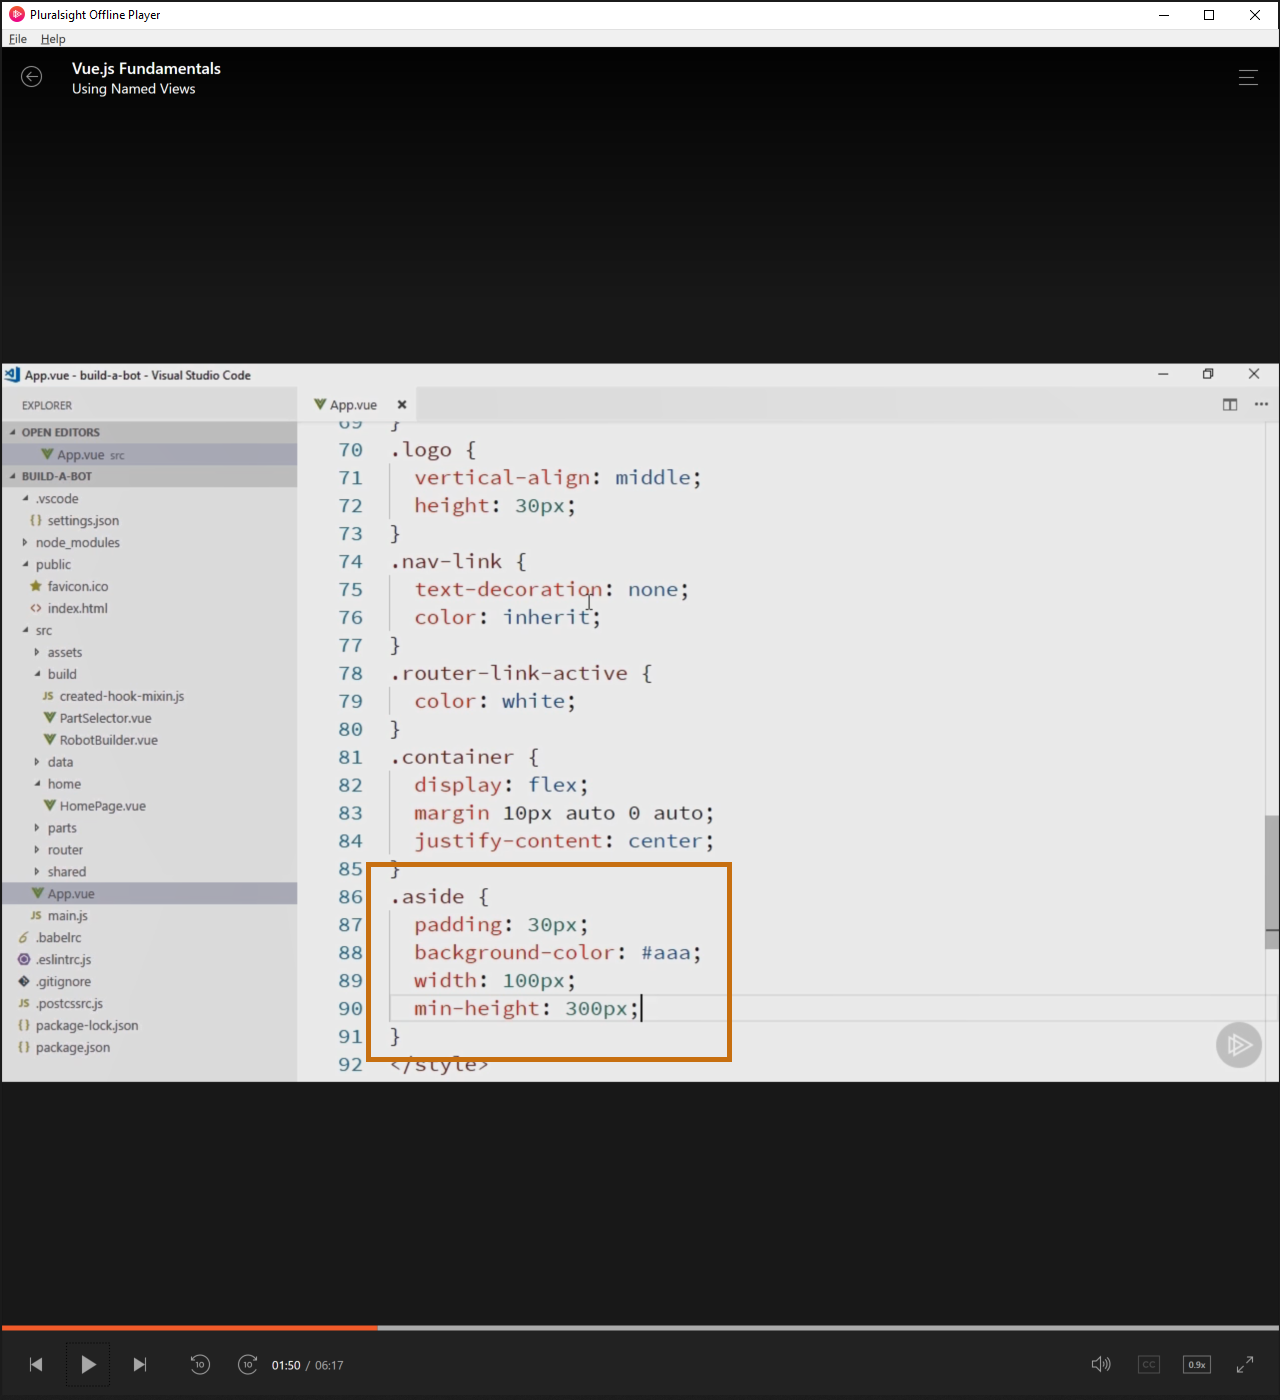 Pluralsight Offline Player
File Help
Vue.js Fundamentals
Using Named Views
App.vue - build-a-bot - Visual Studio Code
EXPLORER
OPEN EDITORS
App.vue src
BUILD-A-BOT
.vscode
{} settings.json
node_modules
public
favicon.ico
<> index.html
src
assets
build
JS created-hook-mixin.js
PartSelector.vue
RobotBuilder.vue
data
home
HomePage.vue
parts
router
shared
App.vue
JS main.js
.babelrc
.eslintrc.js
.gitignore
JS .postcssrc.js
{} package-lock.json
{} package.json
App.vue
69 }
70 .logo {
71 vertical-align: middle;
72 height: 30px;
73 }
74 .nav-link {
75 text-decoration: none;
76 color: inherit;
77 }
78 .router-link-active {
79 color: white;
80 }
81 .container {
82 display: flex;
83 margin 10px auto 0 auto;
84 justify-content: center;
85 }
86 .aside {
87 padding: 30px;
88 background-color: #aaa;
89 width: 100px;
90 min-height: 300px;
91 }
92 </style>
10 10 01:50 / 06:17 CC 0.9x